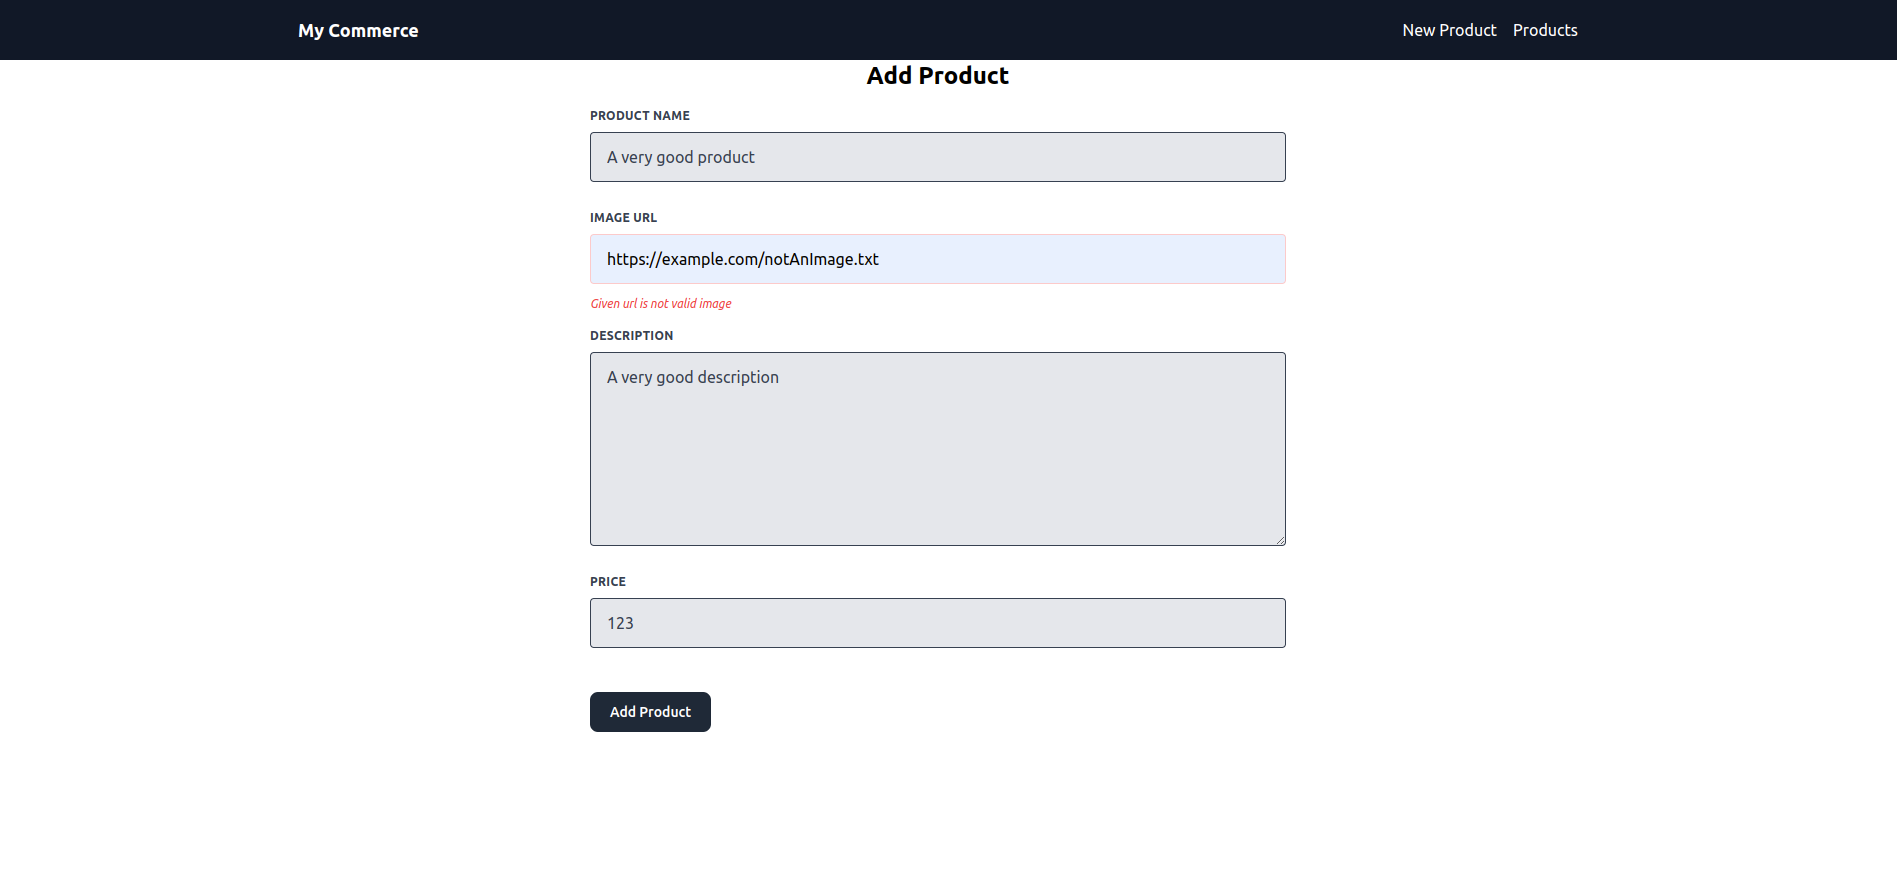 My Commerce
New Product
Products
Add Product
PRODUCT NAME
A very good product
IMAGE URL
https://example.com/notAnImage.txt
Given url is not valid image
DESCRIPTION
A very good description
PRICE
123
Add Product